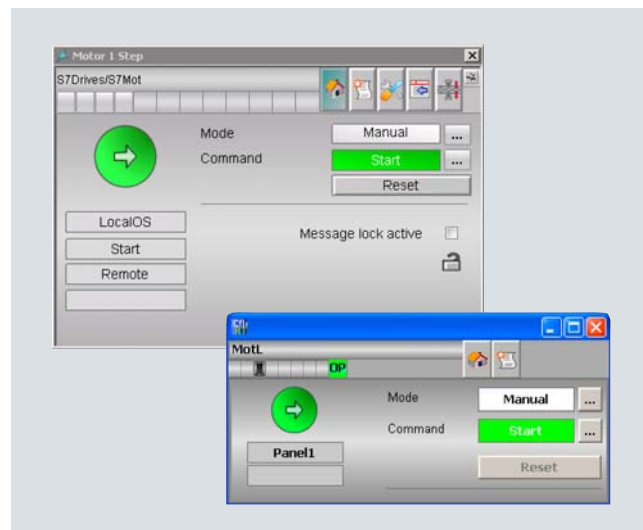 Motor 1 Step
S7Drives/S7Mot
Mode Manual ...
Command Start ...
Reset
LocalOS
Message lock active
Start
Remote
MotL
OP
Mode Manual ...
Command Start ...
Panel1
Reset